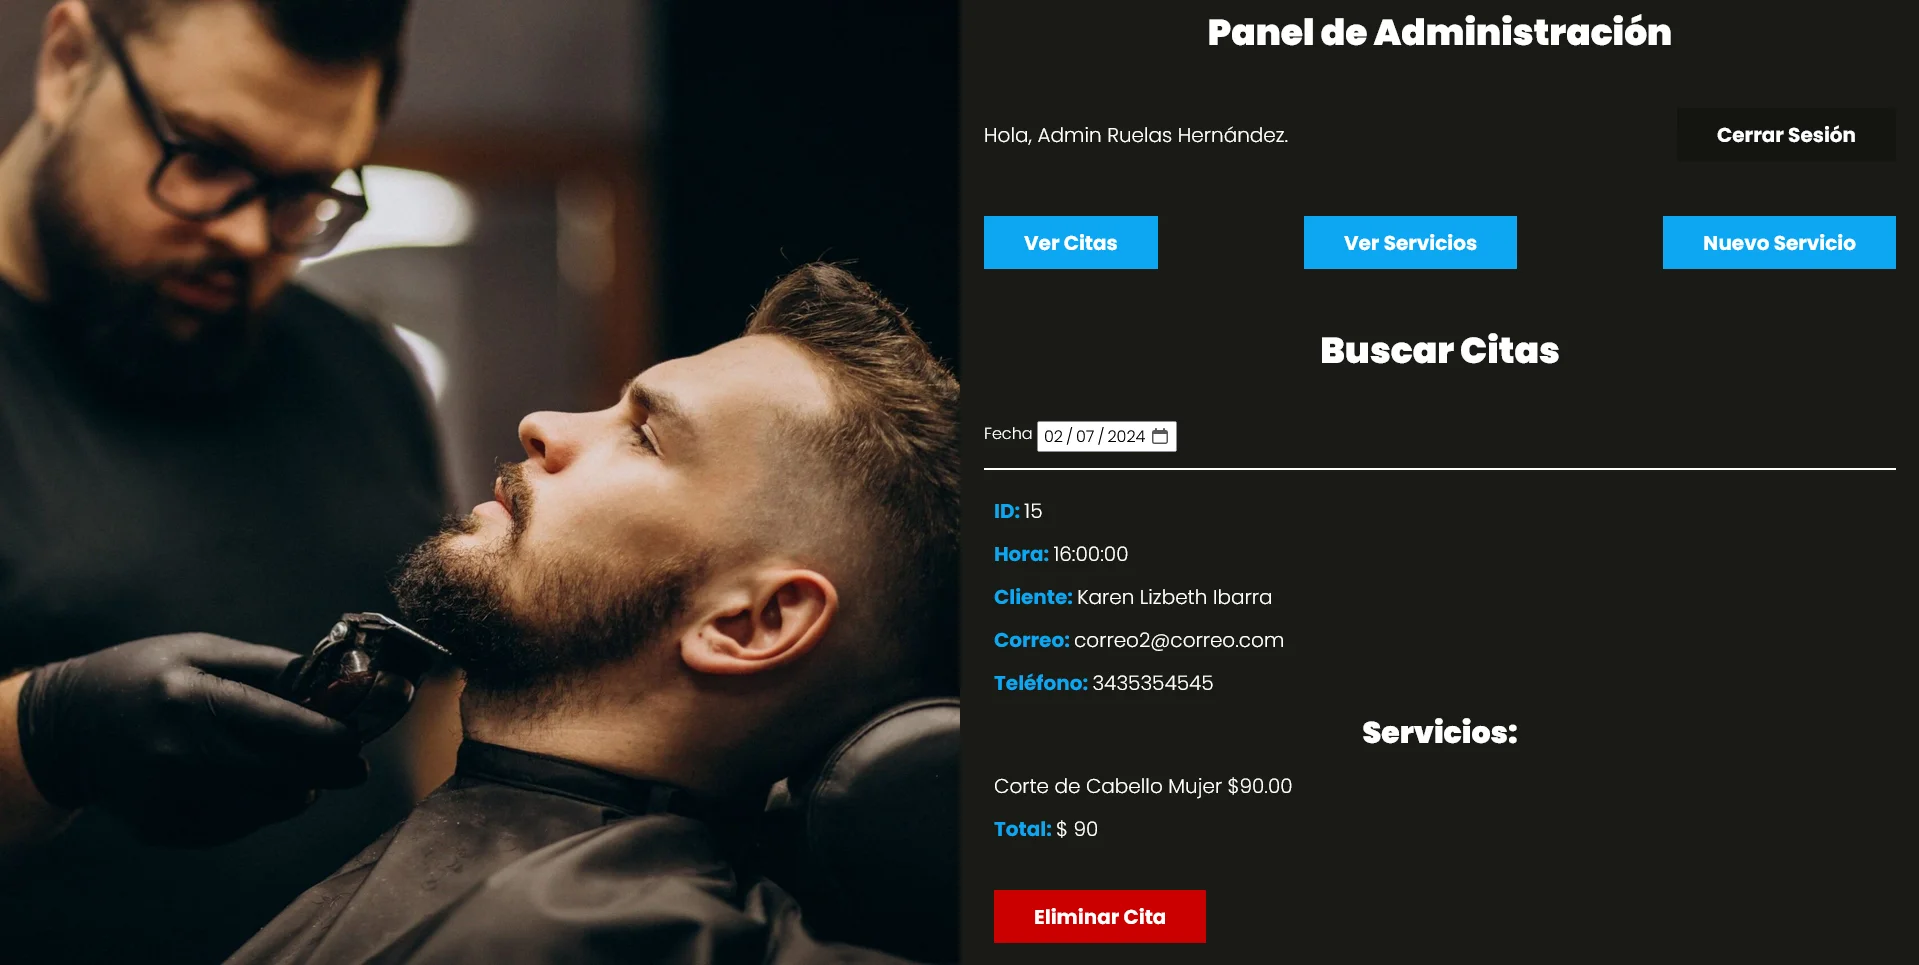 Panel de Administración
Hola, Admin Ruelas Hernández.
Cerrar Sesión
Ver Citas
Ver Servicios
Nuevo Servicio
Buscar Citas
Fecha 02/07/2024
ID: 15
Hora: 16:00:00
Cliente: Karen Lizbeth Ibarra
Correo: correo2@correo.com
Teléfono: 3435354545
Servicios:
Corte de Cabello Mujer $90.00
Total: $ 90
Eliminar Cita